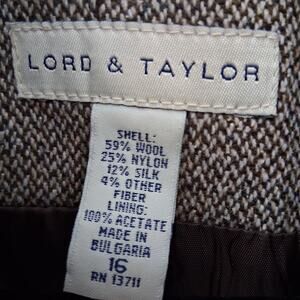 LORD & TAYLOR
SHELL:
59% WOOL
25% NYLON
12% SILK
4% OTHER
FIBER
LINING:
100% ACETATE
MADE IN
BULGARIA
16
RN 13711